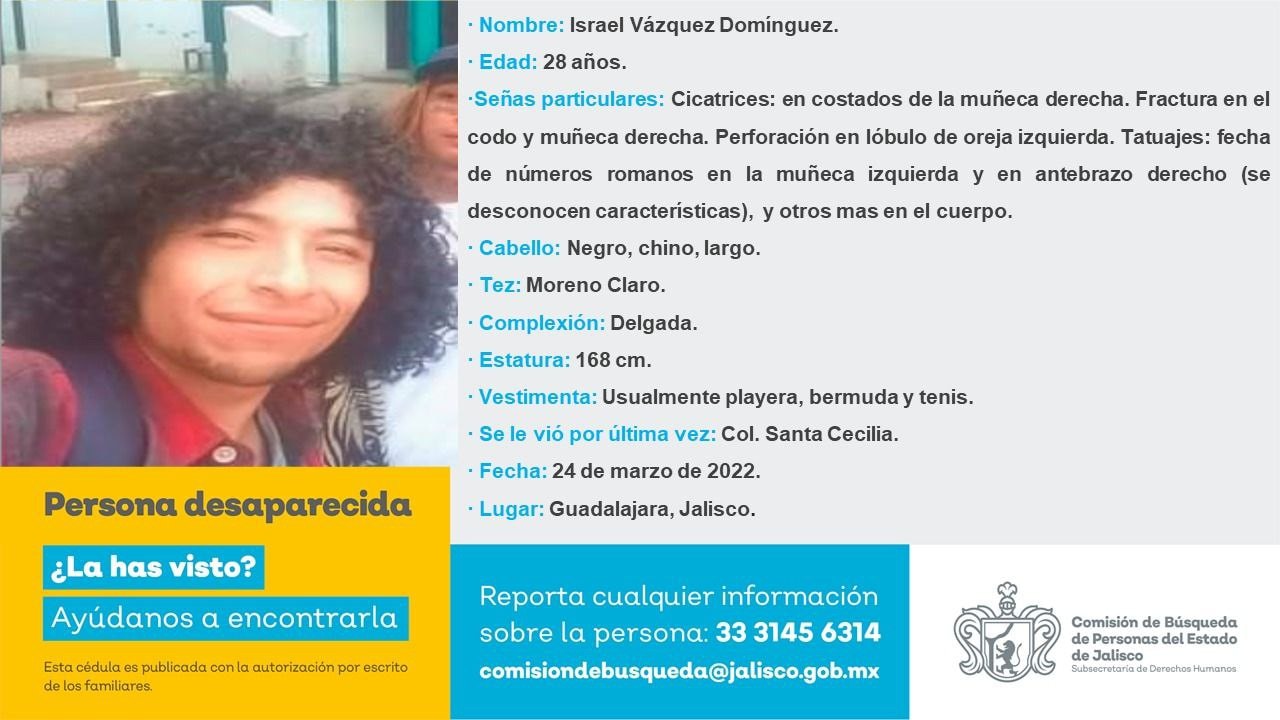 · Nombre: Israel Vázquez Domínguez.
· Edad: 28 años.
·Señas particulares: Cicatrices: en costados de la muñeca derecha. Fractura en el
codo y muñeca derecha. Perforación en lóbulo de oreja izquierda. Tatuajes: fecha
de números romanos en la muñeca izquierda y en antebrazo derecho (se
desconocen características), y otros mas en el cuerpo.
· Cabello: Negro, chino, largo.
· Tez: Moreno Claro.
· Complexión: Delgada.
· Estatura: 168 cm.
· Vestimenta: Usualmente playera, bermuda y tenis.
· Se le vió por última vez: Col. Santa Cecilia.
· Fecha: 24 de marzo de 2022.
· Lugar: Guadalajara, Jalisco.
Persona desaparecida
¿La has visto?
Ayúdanos a encontrarla
Esta cédula es publicada con la autorización por escrito
de los familiares.
Reporta cualquier información
sobre la persona: 33 3145 6314
comisiondebusqueda@jalisco.gob.mx
Comisión de Búsqueda
de Personas del Estado
de Jalisco
Subsecretaría de Derechos Humanos